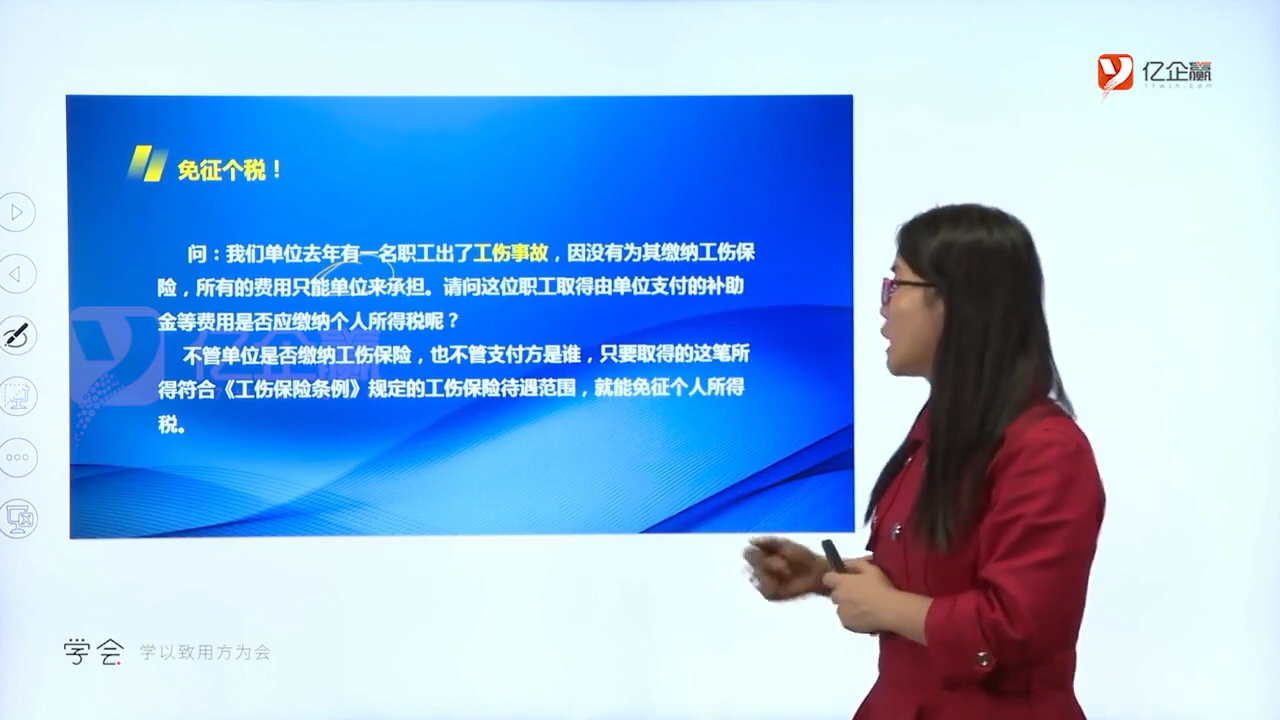 亿企赢
免征个税！
问：我们单位去年有一名职工出了工伤事故，因没有为其缴纳工伤保
险，所有的费用只能单位来承担。请问这位职工取得由单位支付的补助
金等费用是否应缴纳个人所得税呢？
不管单位是否缴纳工伤保险，也不管支付方是谁，只要取得的这笔所
得符合《工伤保险条例》规定的工伤保险待遇范围，就能免征个人所得
税。
亿企赢
学会 学以致用方为会